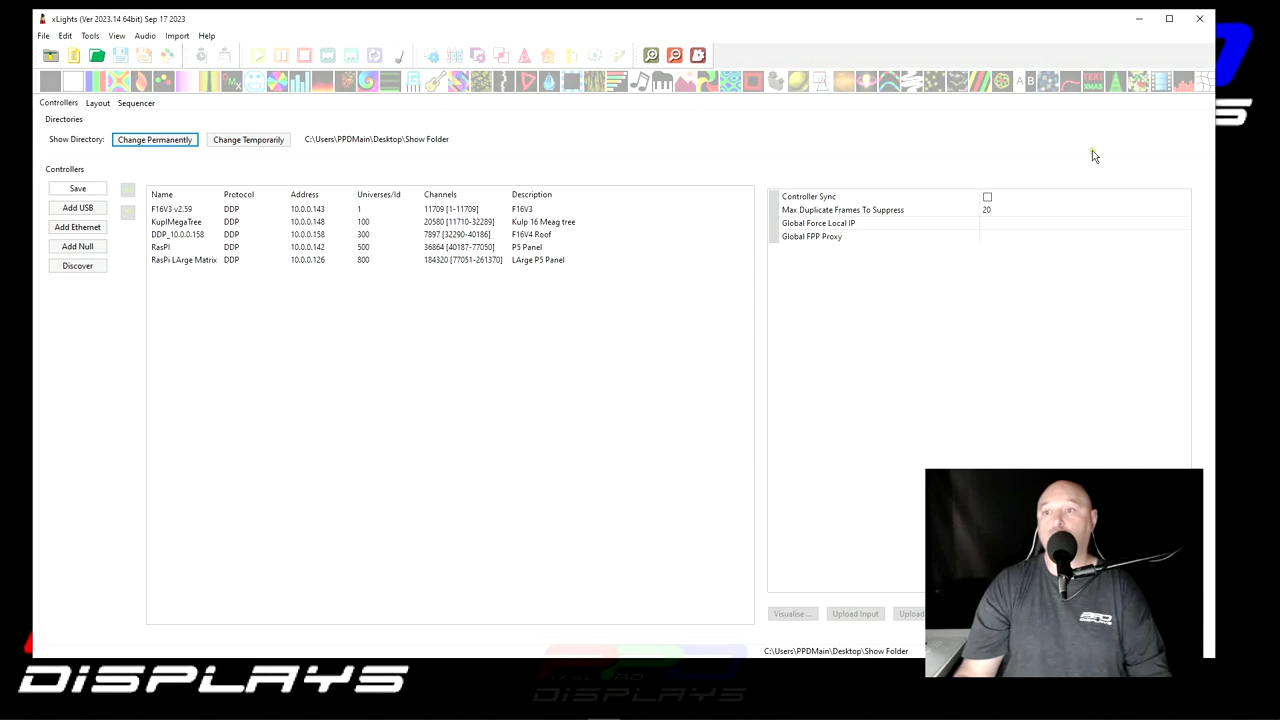 xLights (Ver 2023.14 64bit) Sep 17 2023
File Edit Tools View Audio Import Help
Controllers Layout Sequencer
Directories
Show Directory: Change Permanently Change Temporarily C:\Users\PPDMain\Desktop\Show Folder
Controllers
Save
Add USB
Add Ethernet
Add Null
Discover
Name Protocol Address Universes/Id Channels Description
F16V3 v2.59 DDP 10.0.0.143 1 11709 [1-11709] F16V3
KuplMegaTree DDP 10.0.0.148 100 20580 [11710-32289] Kulp 16 Meag tree
DDP_10.0.0.158 DDP 10.0.0.158 300 7897 [32290-40186] F16V4 Roof
RasPI DDP 10.0.0.142 500 36864 [40187-77050] P5 Panel
RasPi LArge Matrix DDP 10.0.0.126 800 184320 [77051-261370] LArge P5 Panel
Controller Sync
Max Duplicate Frames To Suppress 20
Global Force Local IP
Global FPP Proxy
Visualise ... Upload Input Upload
C:\Users\PPDMain\Desktop\Show Folder
DISPLAYS
DISPLAYS
PPD
DISPLAYS